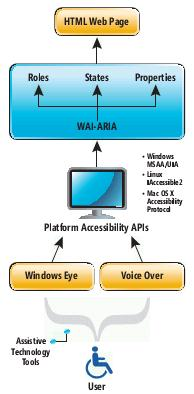 HTML Web Page
Roles
States
Properties
WAI-ARIA
• Windows
MSAA/UIA
• Linux
IIAccessible2
• Mac OS X
Accessibility
Protocol
Platform Accessibility APIs
Windows Eye
Voice Over
Assistive
Technology
Tools
User